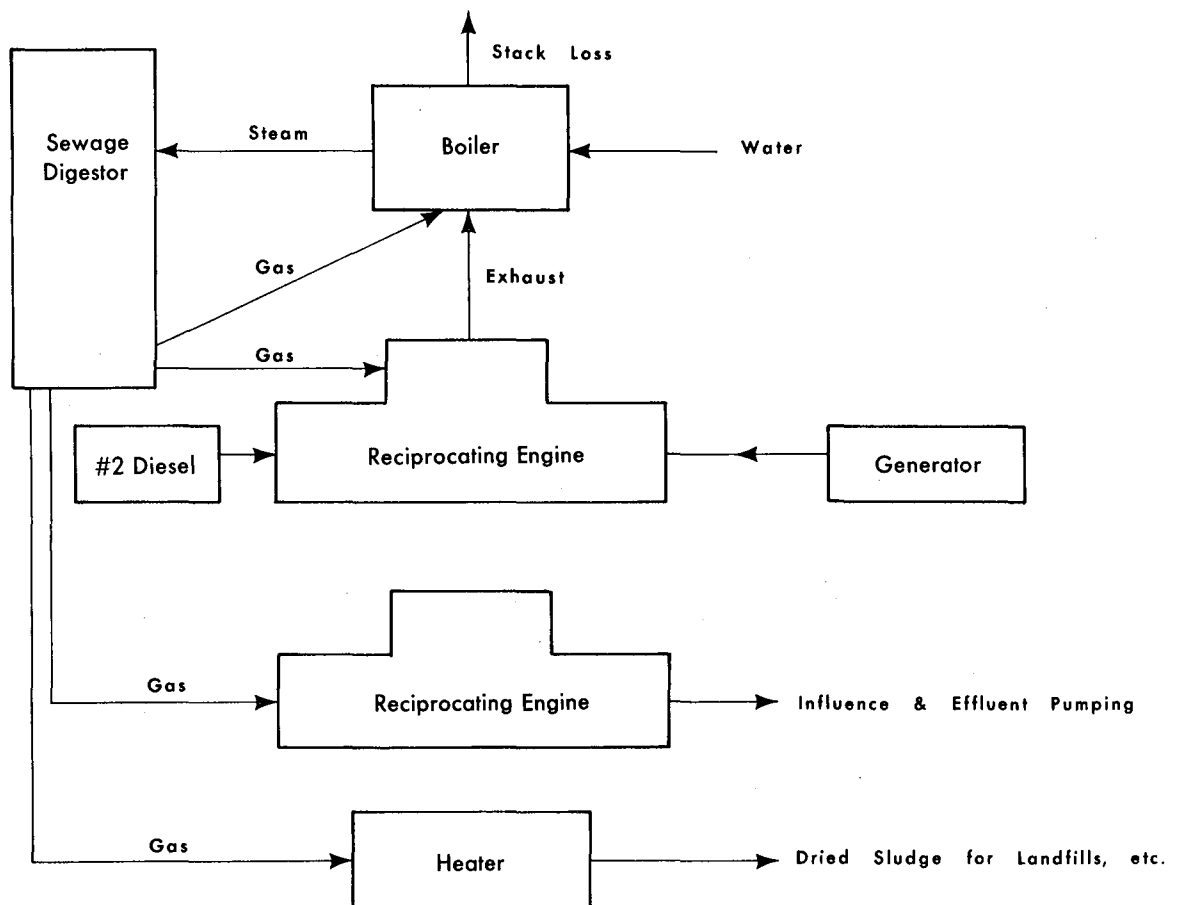 Stack Loss
Sewage
Digestor
Steam
Boiler
Water
Gas
Exhaust
Gas
#2 Diesel
Reciprocating Engine
Generator
Gas
Reciprocating Engine
Influence & Effluent Pumping
Gas
Heater
Dried Sludge for Landfills, etc.